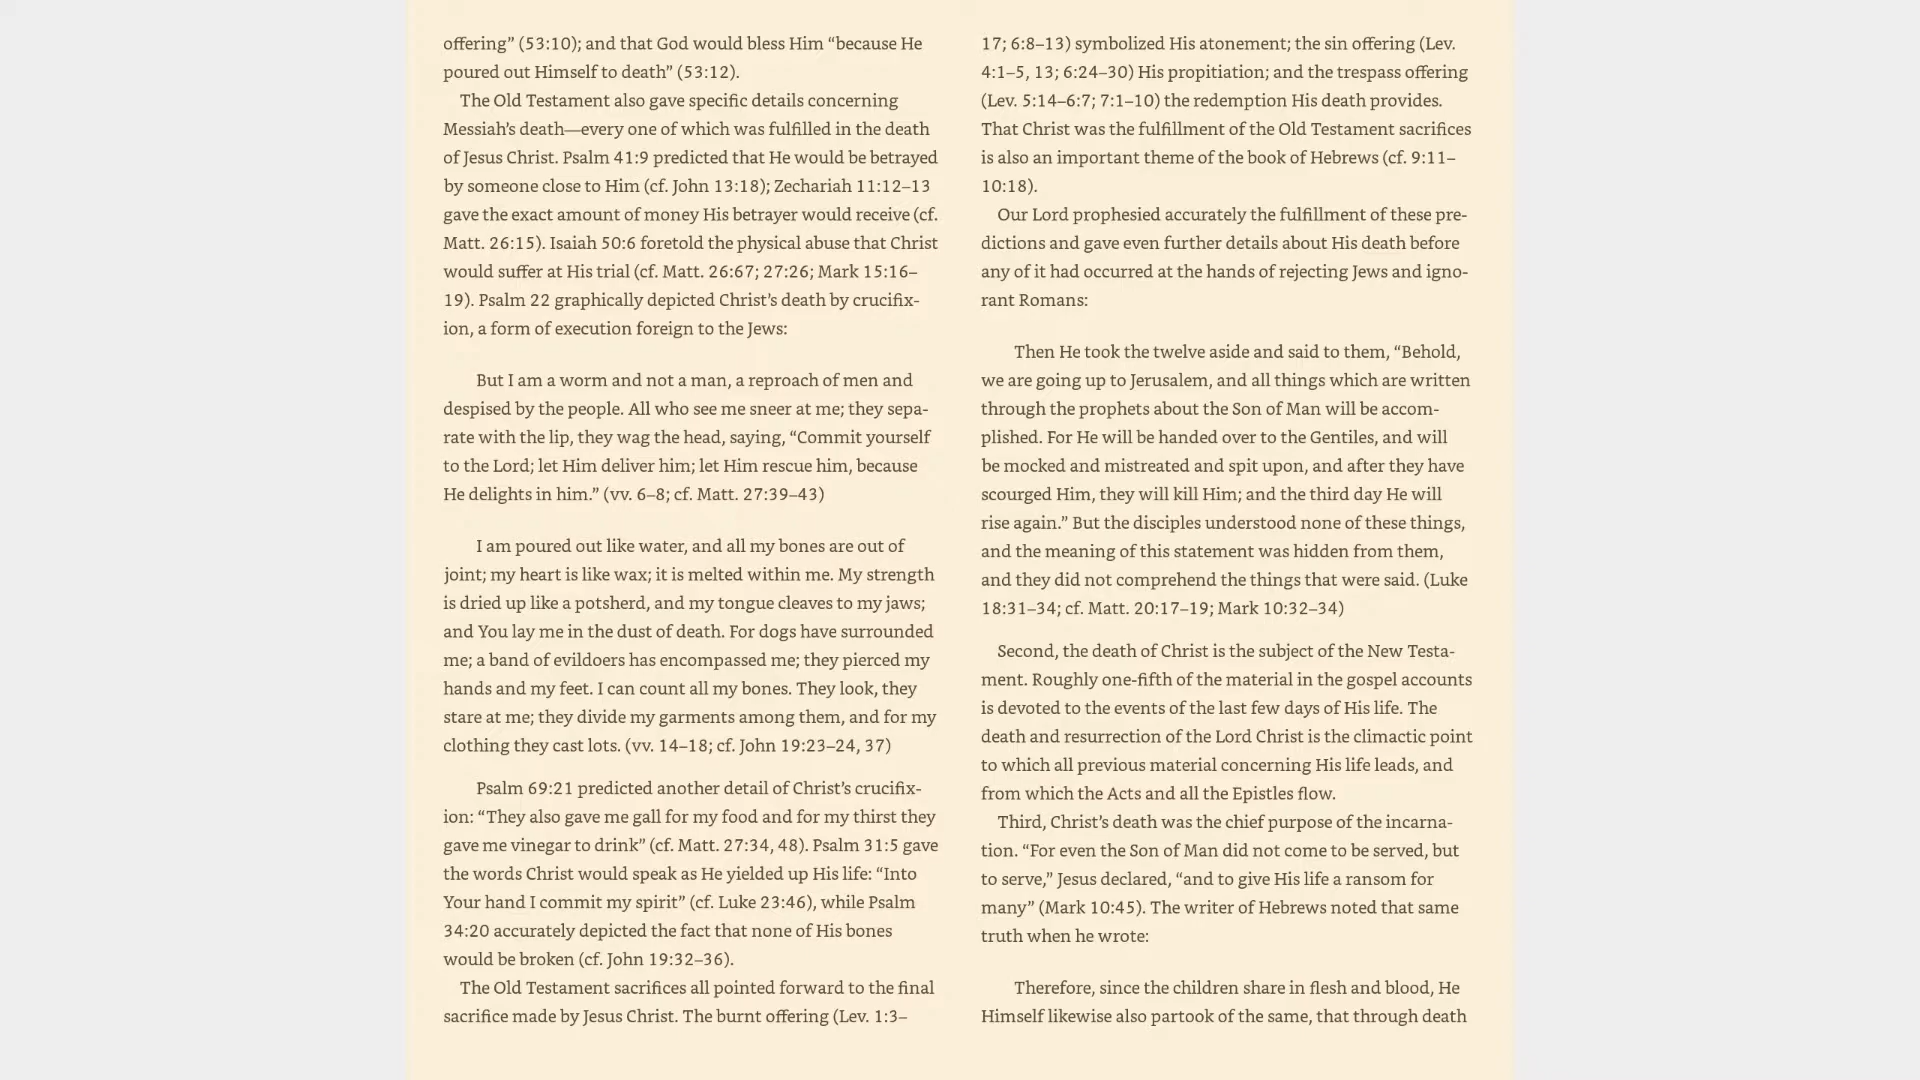 offering” (53:10); and that God would bless Him “because He
poured out Himself to death” (53:12).
The Old Testament also gave specific details concerning
Messiah’s death—every one of which was fulfilled in the death
of Jesus Christ. Psalm 41:9 predicted that He would be betrayed
by someone close to Him (cf. John 13:18); Zechariah 11:12–13
gave the exact amount of money His betrayer would receive (cf.
Matt. 26:15). Isaiah 50:6 foretold the physical abuse that Christ
would suffer at His trial (cf. Matt. 26:67; 27:26; Mark 15:16–
19). Psalm 22 graphically depicted Christ’s death by crucifix-
ion, a form of execution foreign to the Jews:
But I am a worm and not a man, a reproach of men and
despised by the people. All who see me sneer at me; they sepa-
rate with the lip, they wag the head, saying, “Commit yourself
to the Lord; let Him deliver him; let Him rescue him, because
He delights in him.” (vv. 6–8; cf. Matt. 27:39–43)
I am poured out like water, and all my bones are out of
joint; my heart is like wax; it is melted within me. My strength
is dried up like a potsherd, and my tongue cleaves to my jaws;
and You lay me in the dust of death. For dogs have surrounded
me; a band of evildoers has encompassed me; they pierced my
hands and my feet. I can count all my bones. They look, they
stare at me; they divide my garments among them, and for my
clothing they cast lots. (vv. 14–18; cf. John 19:23–24, 37)
Psalm 69:21 predicted another detail of Christ’s crucifix-
ion: “They also gave me gall for my food and for my thirst they
gave me vinegar to drink” (cf. Matt. 27:34, 48). Psalm 31:5 gave
the words Christ would speak as He yielded up His life: “Into
Your hand I commit my spirit” (cf. Luke 23:46), while Psalm
34:20 accurately depicted the fact that none of His bones
would be broken (cf. John 19:32–36).
The Old Testament sacrifices all pointed forward to the final
sacrifice made by Jesus Christ. The burnt offering (Lev. 1:3–
17; 6:8–13) symbolized His atonement; the sin offering (Lev.
4:1–5, 13; 6:24–30) His propitiation; and the trespass offering
(Lev. 5:14–6:7; 7:1–10) the redemption His death provides.
That Christ was the fulfillment of the Old Testament sacrifices
is also an important theme of the book of Hebrews (cf. 9:11–
10:18).
Our Lord prophesied accurately the fulfillment of these pre-
dictions and gave even further details about His death before
any of it had occurred at the hands of rejecting Jews and igno-
rant Romans:
Then He took the twelve aside and said to them, “Behold,
we are going up to Jerusalem, and all things which are written
through the prophets about the Son of Man will be accom-
plished. For He will be handed over to the Gentiles, and will
be mocked and mistreated and spit upon, and after they have
scourged Him, they will kill Him; and the third day He will
rise again.” But the disciples understood none of these things,
and the meaning of this statement was hidden from them,
and they did not comprehend the things that were said. (Luke
18:31–34; cf. Matt. 20:17–19; Mark 10:32–34)
Second, the death of Christ is the subject of the New Testa-
ment. Roughly one-fifth of the material in the gospel accounts
is devoted to the events of the last few days of His life. The
death and resurrection of the Lord Christ is the climactic point
to which all previous material concerning His life leads, and
from which the Acts and all the Epistles flow.
Third, Christ’s death was the chief purpose of the incarna-
tion. “For even the Son of Man did not come to be served, but
to serve,” Jesus declared, “and to give His life a ransom for
many” (Mark 10:45). The writer of Hebrews noted that same
truth when he wrote:
Therefore, since the children share in flesh and blood, He
Himself likewise also partook of the same, that through death